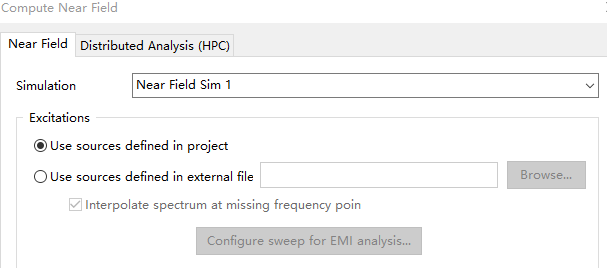 Compute Near Field
Near Field
Distributed Analysis (HPC)
Simulation
Near Field Sim 1
Excitations
Use sources defined in project
Use sources defined in external file
Browse...
Interpolate spectrum at missing frequency poin
Configure sweep for EMI analysis...